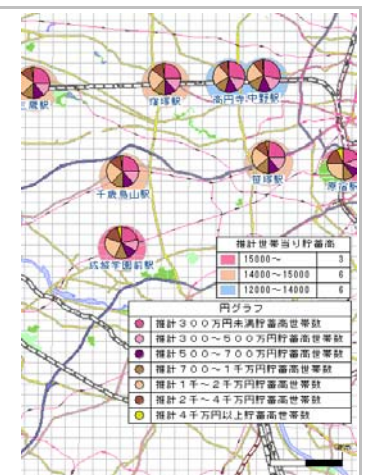 三鷹駅
荻窪駅
高円寺
中野駅
千歳烏山駅
笹塚駅
原宿駅
成城学園前駅
推計世帯当り貯蓄高
15000～ 3
14000～15000 6
12000～14000 6
円グラフ
推計３００万円未満貯蓄高世帯数
推計３００～５００万円貯蓄高世帯数
推計５００～７００万円貯蓄高世帯数
推計７００～１千万円貯蓄高世帯数
推計１千～２千万円貯蓄高世帯数
推計２千～４千万円貯蓄高世帯数
推計４千万円以上貯蓄高世帯数